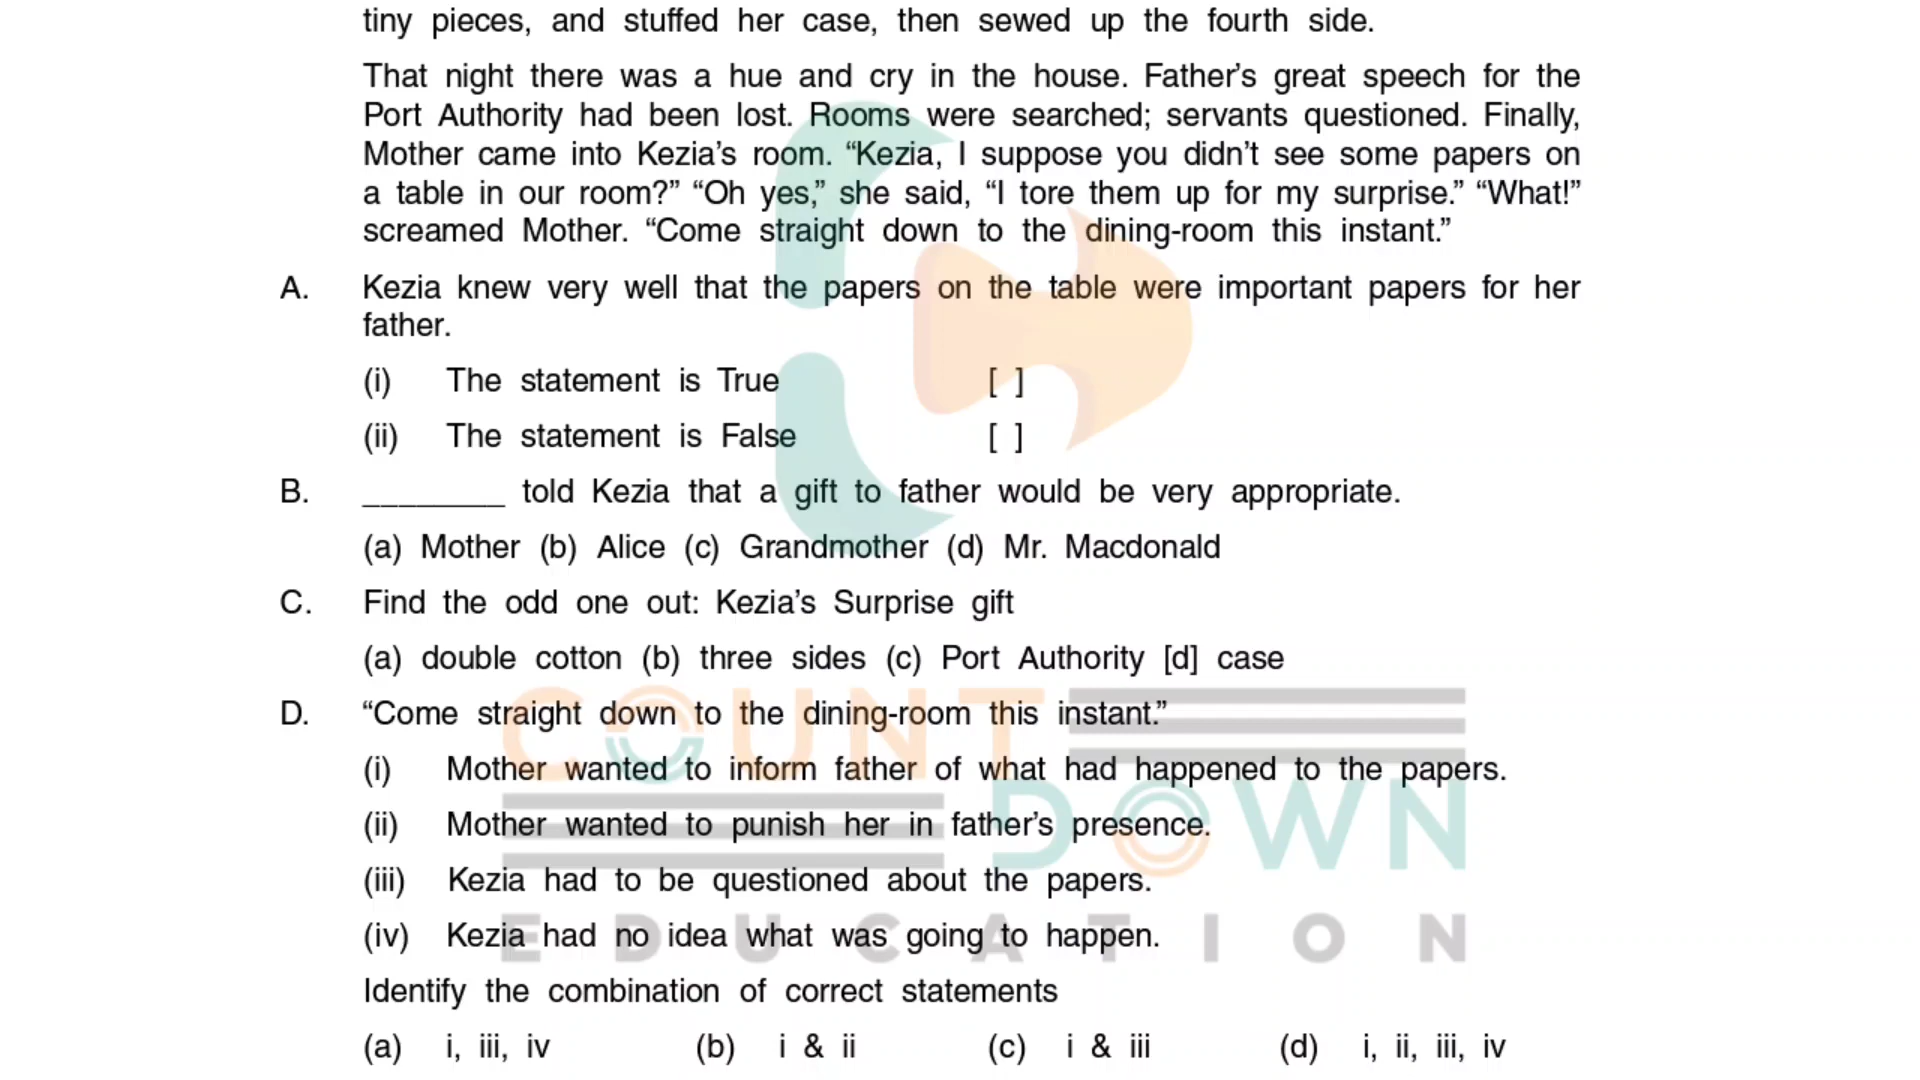 tiny pieces, and stuffed her case, then sewed up the fourth side.
That night there was a hue and cry in the house. Father’s great speech for the
Port Authority had been lost. Rooms were searched; servants questioned. Finally,
Mother came into Kezia’s room. “Kezia, I suppose you didn’t see some papers on
a table in our room?” “Oh yes,” she said, “I tore them up for my surprise.” “What!”
screamed Mother. “Come straight down to the dining-room this instant.”
A. Kezia knew very well that the papers on the table were important papers for her
father.
(i) The statement is True [ ]
(ii) The statement is False [ ]
B. ________ told Kezia that a gift to father would be very appropriate.
(a) Mother (b) Alice (c) Grandmother (d) Mr. Macdonald
C. Find the odd one out: Kezia’s Surprise gift
(a) double cotton (b) three sides (c) Port Authority [d] case
D. “Come straight down to the dining-room this instant.”
(i) Mother wanted to inform father of what had happened to the papers.
(ii) Mother wanted to punish her in father’s presence.
(iii) Kezia had to be questioned about the papers.
(iv) Kezia had no idea what was going to happen.
Identify the combination of correct statements
(a) i, iii, iv (b) i & ii (c) i & iii (d) i, ii, iii, iv
COUNT
DOWN
EDUCATION